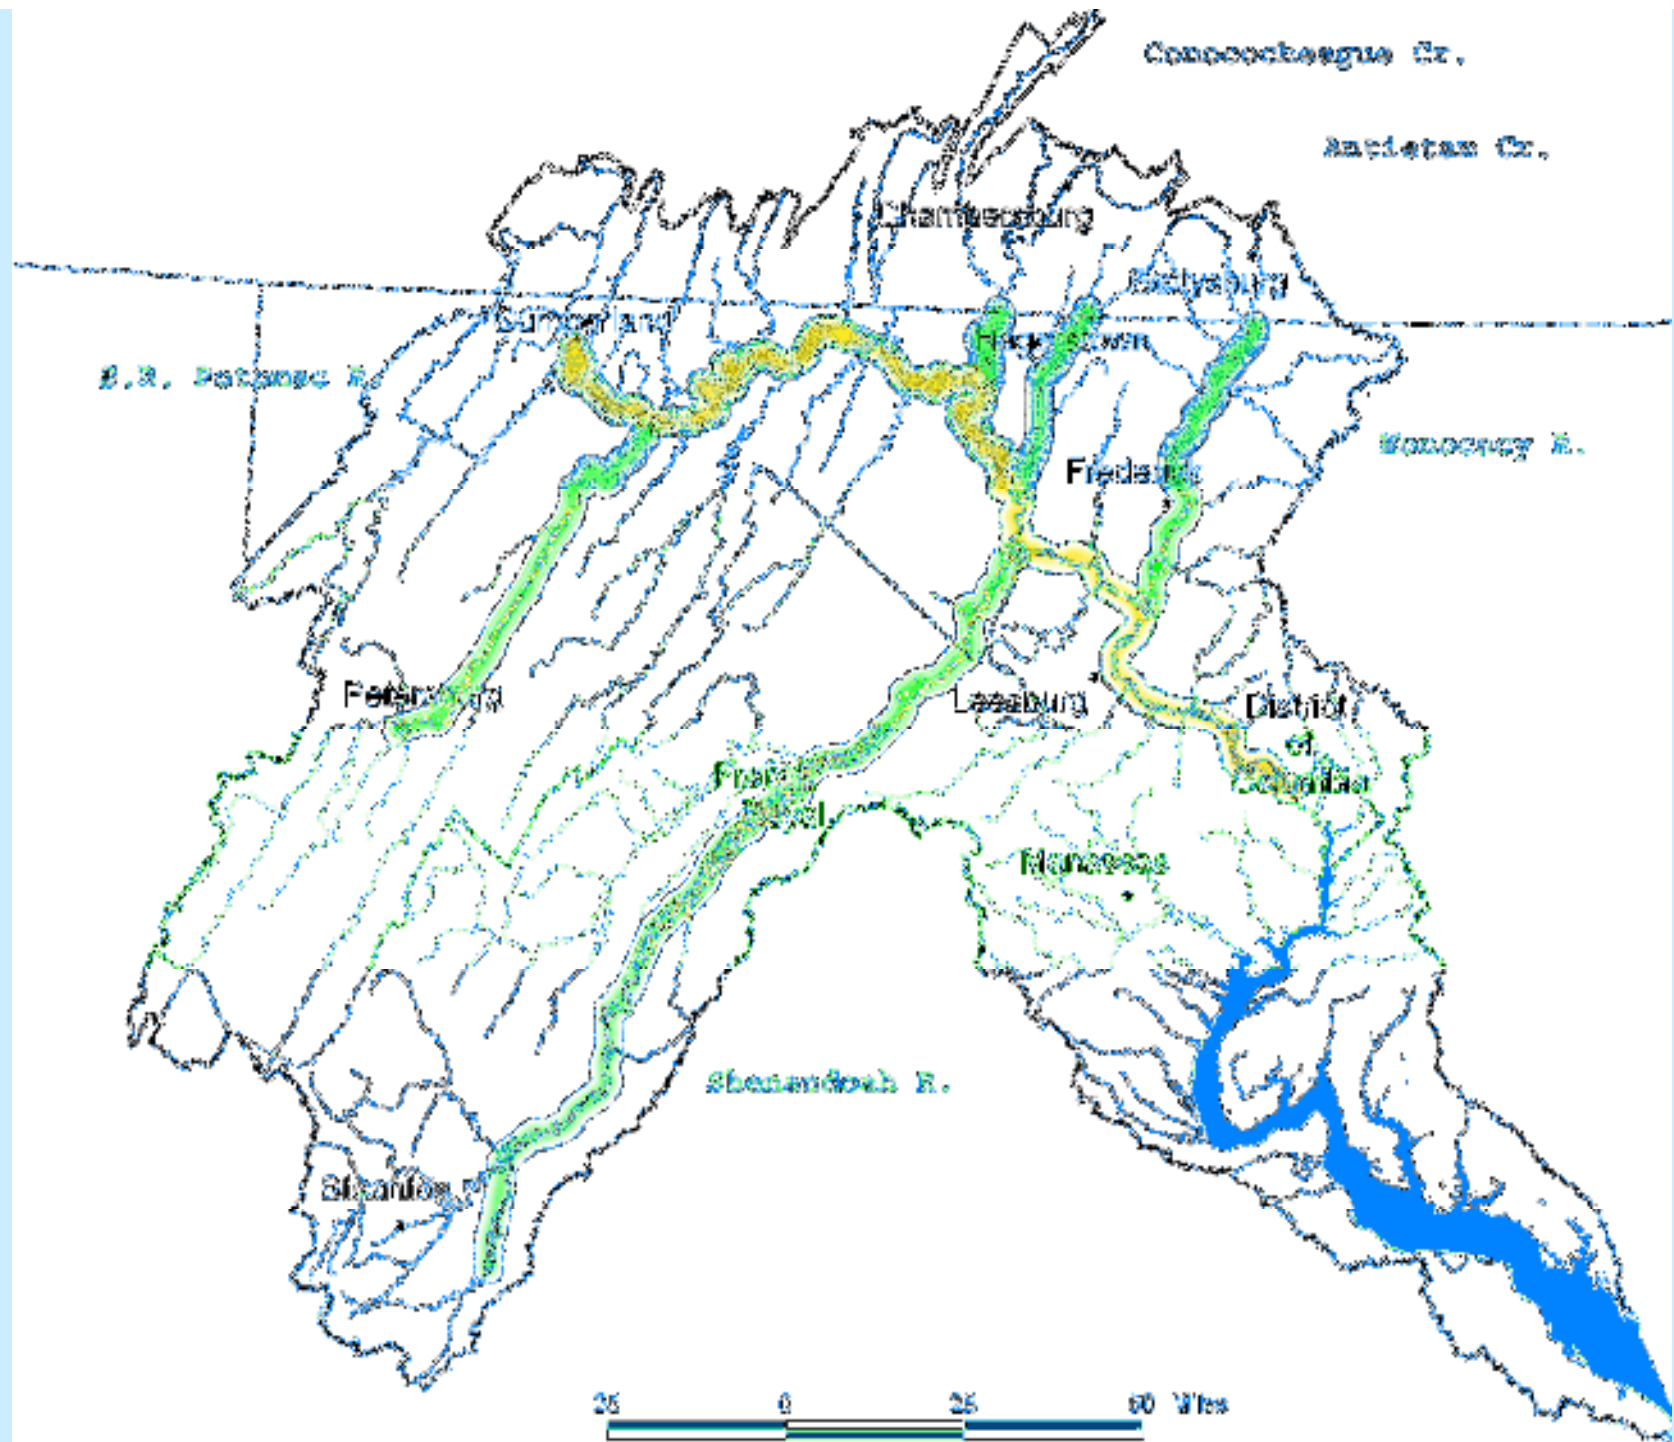 Conococheague Cr.
Antietam Cr.
Chambersburg
Gettysburg
Cumberland
Hagerstown
S.B. Potomac R.
Monocacy R.
Frederick
Petersburg
Leesburg
District
of
Columbia
Front
Royal
Manassas
Shenandoah R.
Staunton
25 0 25 50 Miles